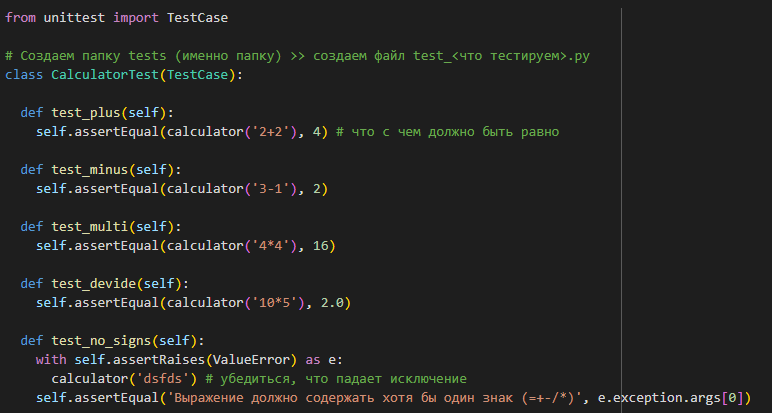 from unittest import TestCase
# Создаем папку tests (именно папку) >> создаем файл test_<что тестируем>.py
class CalculatorTest(TestCase):
def test_plus(self):
self.assertEqual(calculator('2+2'), 4) # что с чем должно быть равно
def test_minus(self):
self.assertEqual(calculator('3-1'), 2)
def test_multi(self):
self.assertEqual(calculator('4*4'), 16)
def test_devide(self):
self.assertEqual(calculator('10*5'), 2.0)
def test_no_signs(self):
with self.assertRaises(ValueError) as e:
calculator('dsfds') # убедиться, что падает исключение
self.assertEqual('Выражение должно содержать хотя бы один знак (=+-/*)', e.exception.args[0])